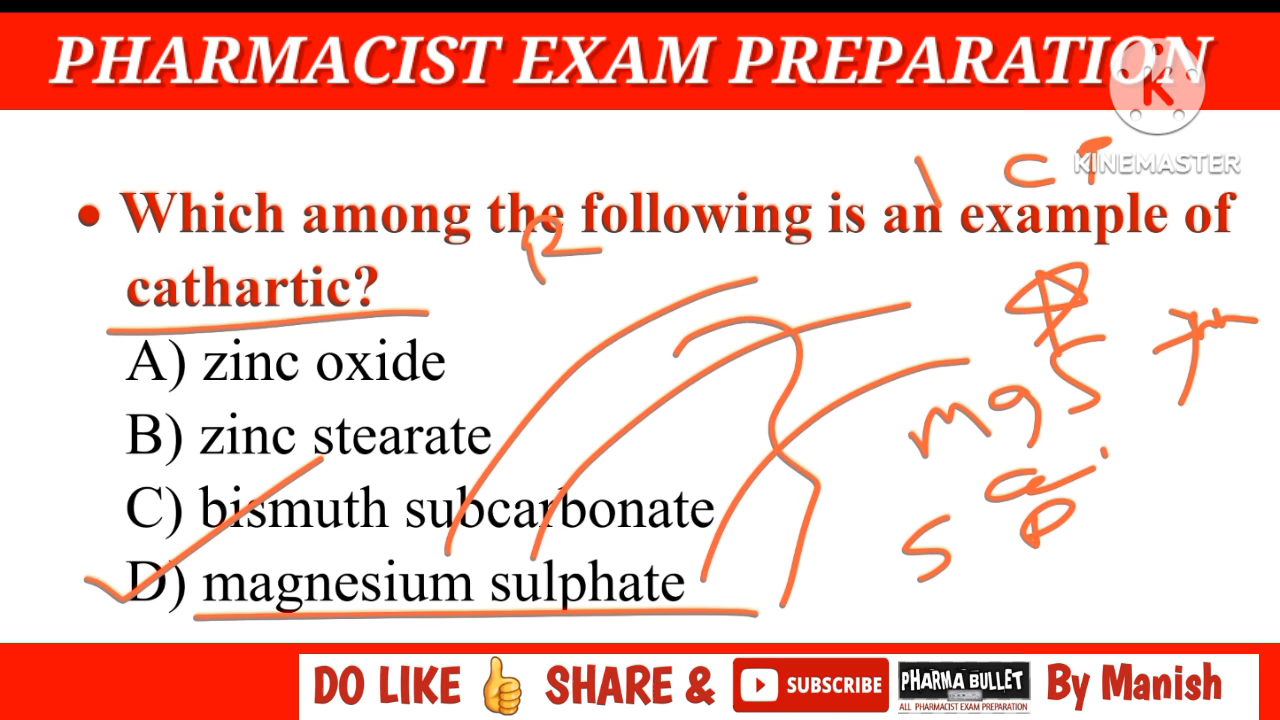 PHARMACIST EXAM PREPARATION
K
KINEMASTER
• Which among the following is an example of
cathartic?
A) zinc oxide
B) zinc stearate
C) bismuth subcarbonate
D) magnesium sulphate
DO LIKE 👍 SHARE & SUBSCRIBE PHARMA BULLET By Manish
ALL PHARMACIST EXAM PREPARATION